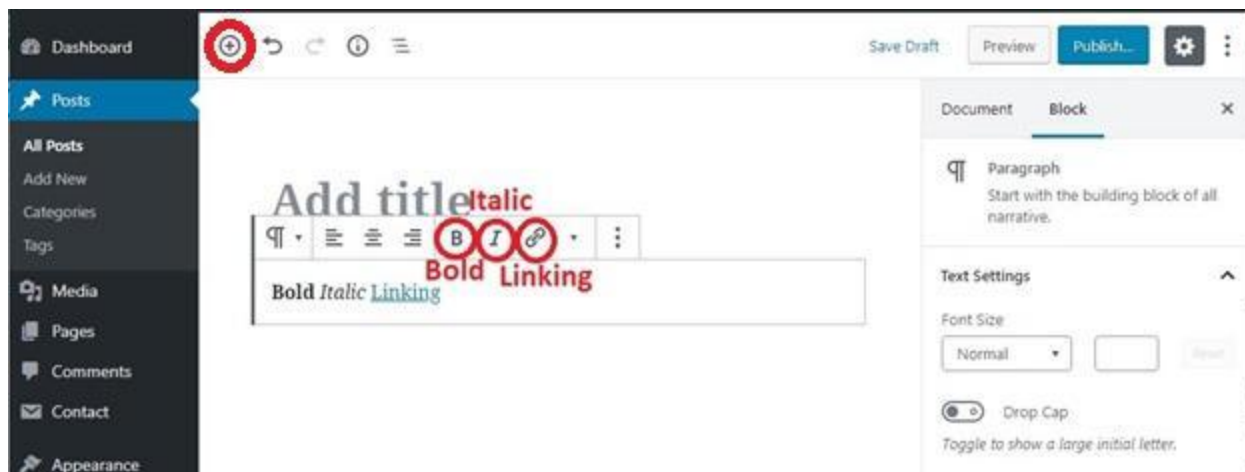 Dashboard
Save Draft
Preview
Publish...
Posts
Document
Block
All Posts
Add New
Categories
Tags
Paragraph
Start with the building block of all
narrative.
Add title
Italic
B
I
Bold
Linking
Bold Italic Linking
Text Settings
Font Size
Normal
Reset
Drop Cap
Toggle to show a large initial letter.
Media
Pages
Comments
Contact
Appearance